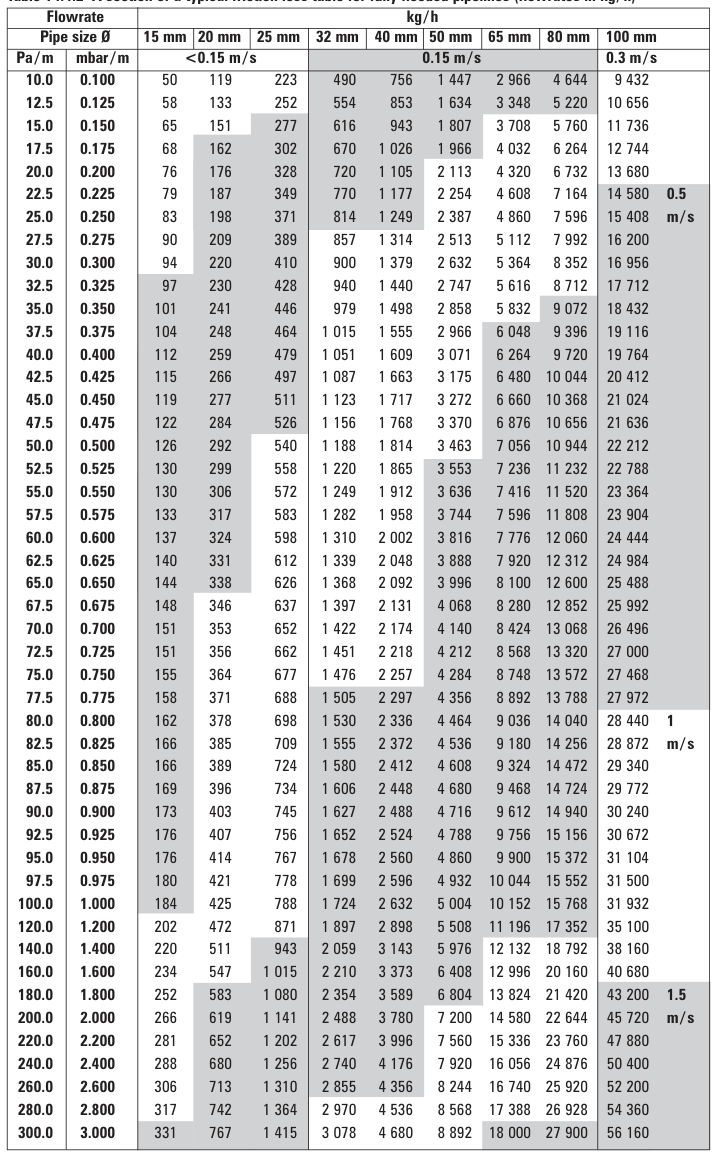 Flowrate kg/h
Pipe size Ø 15 mm 20 mm 25 mm 32 mm 40 mm 50 mm 65 mm 80 mm 100 mm
Pa/m mbar/m <0.15 m/s 0.15 m/s 0.3 m/s
10.0 0.100 50 119 223 490 756 1 447 2 966 4 644 9 432
12.5 0.125 58 133 252 554 853 1 634 3 348 5 220 10 656
15.0 0.150 65 151 277 616 943 1 807 3 708 5 760 11 736
17.5 0.175 68 162 302 670 1 026 1 966 4 032 6 264 12 744
20.0 0.200 76 176 328 720 1 105 2 113 4 320 6 732 13 680
22.5 0.225 79 187 349 770 1 177 2 254 4 608 7 164 14 580 0.5
25.0 0.250 83 198 371 814 1 249 2 387 4 860 7 596 15 408 m/s
27.5 0.275 90 209 389 857 1 314 2 513 5 112 7 992 16 200
30.0 0.300 94 220 410 900 1 379 2 632 5 364 8 352 16 956
32.5 0.325 97 230 428 940 1 440 2 747 5 616 8 712 17 712
35.0 0.350 101 241 446 979 1 498 2 858 5 832 9 072 18 432
37.5 0.375 104 248 464 1 015 1 555 2 966 6 048 9 396 19 116
40.0 0.400 112 259 479 1 051 1 609 3 071 6 264 9 720 19 764
42.5 0.425 115 266 497 1 087 1 663 3 175 6 480 10 044 20 412
45.0 0.450 119 277 511 1 123 1 717 3 272 6 660 10 368 21 024
47.5 0.475 122 284 526 1 156 1 768 3 370 6 876 10 656 21 636
50.0 0.500 126 292 540 1 188 1 814 3 463 7 056 10 944 22 212
52.5 0.525 130 299 558 1 220 1 865 3 553 7 236 11 232 22 788
55.0 0.550 130 306 572 1 249 1 912 3 636 7 416 11 520 23 364
57.5 0.575 133 317 583 1 282 1 958 3 744 7 596 11 808 23 904
60.0 0.600 137 324 598 1 310 2 002 3 816 7 776 12 060 24 444
62.5 0.625 140 331 612 1 339 2 048 3 888 7 920 12 312 24 984
65.0 0.650 144 338 626 1 368 2 092 3 996 8 100 12 600 25 488
67.5 0.675 148 346 637 1 397 2 131 4 068 8 280 12 852 25 992
70.0 0.700 151 353 652 1 422 2 174 4 140 8 424 13 068 26 496
72.5 0.725 151 356 662 1 451 2 218 4 212 8 568 13 320 27 000
75.0 0.750 155 364 677 1 476 2 257 4 284 8 748 13 572 27 468
77.5 0.775 158 371 688 1 505 2 297 4 356 8 892 13 788 27 972
80.0 0.800 162 378 698 1 530 2 336 4 464 9 036 14 040 28 440 1
82.5 0.825 166 385 709 1 555 2 372 4 536 9 180 14 256 28 872 m/s
85.0 0.850 166 389 724 1 580 2 412 4 608 9 324 14 472 29 340
87.5 0.875 169 396 734 1 606 2 448 4 680 9 468 14 724 29 772
90.0 0.900 173 403 745 1 627 2 488 4 716 9 612 14 940 30 240
92.5 0.925 176 407 756 1 652 2 524 4 788 9 756 15 156 30 672
95.0 0.950 176 414 767 1 678 2 560 4 860 9 900 15 372 31 104
97.5 0.975 180 421 778 1 699 2 596 4 932 10 044 15 552 31 500
100.0 1.000 184 425 788 1 724 2 632 5 004 10 152 15 768 31 932
120.0 1.200 202 472 871 1 897 2 898 5 508 11 196 17 352 35 100
140.0 1.400 220 511 943 2 059 3 143 5 976 12 132 18 792 38 160
160.0 1.600 234 547 1 015 2 210 3 373 6 408 12 996 20 160 40 680
180.0 1.800 252 583 1 080 2 354 3 589 6 804 13 824 21 420 43 200 1.5
200.0 2.000 266 619 1 141 2 488 3 780 7 200 14 580 22 644 45 720 m/s
220.0 2.200 281 652 1 202 2 617 3 996 7 560 15 336 23 760 47 880
240.0 2.400 288 680 1 256 2 740 4 176 7 920 16 056 24 876 50 400
260.0 2.600 306 713 1 310 2 855 4 356 8 244 16 740 25 920 52 200
280.0 2.800 317 742 1 364 2 970 4 536 8 568 17 388 26 928 54 360
300.0 3.000 331 767 1 415 3 078 4 680 8 892 18 000 27 900 56 160